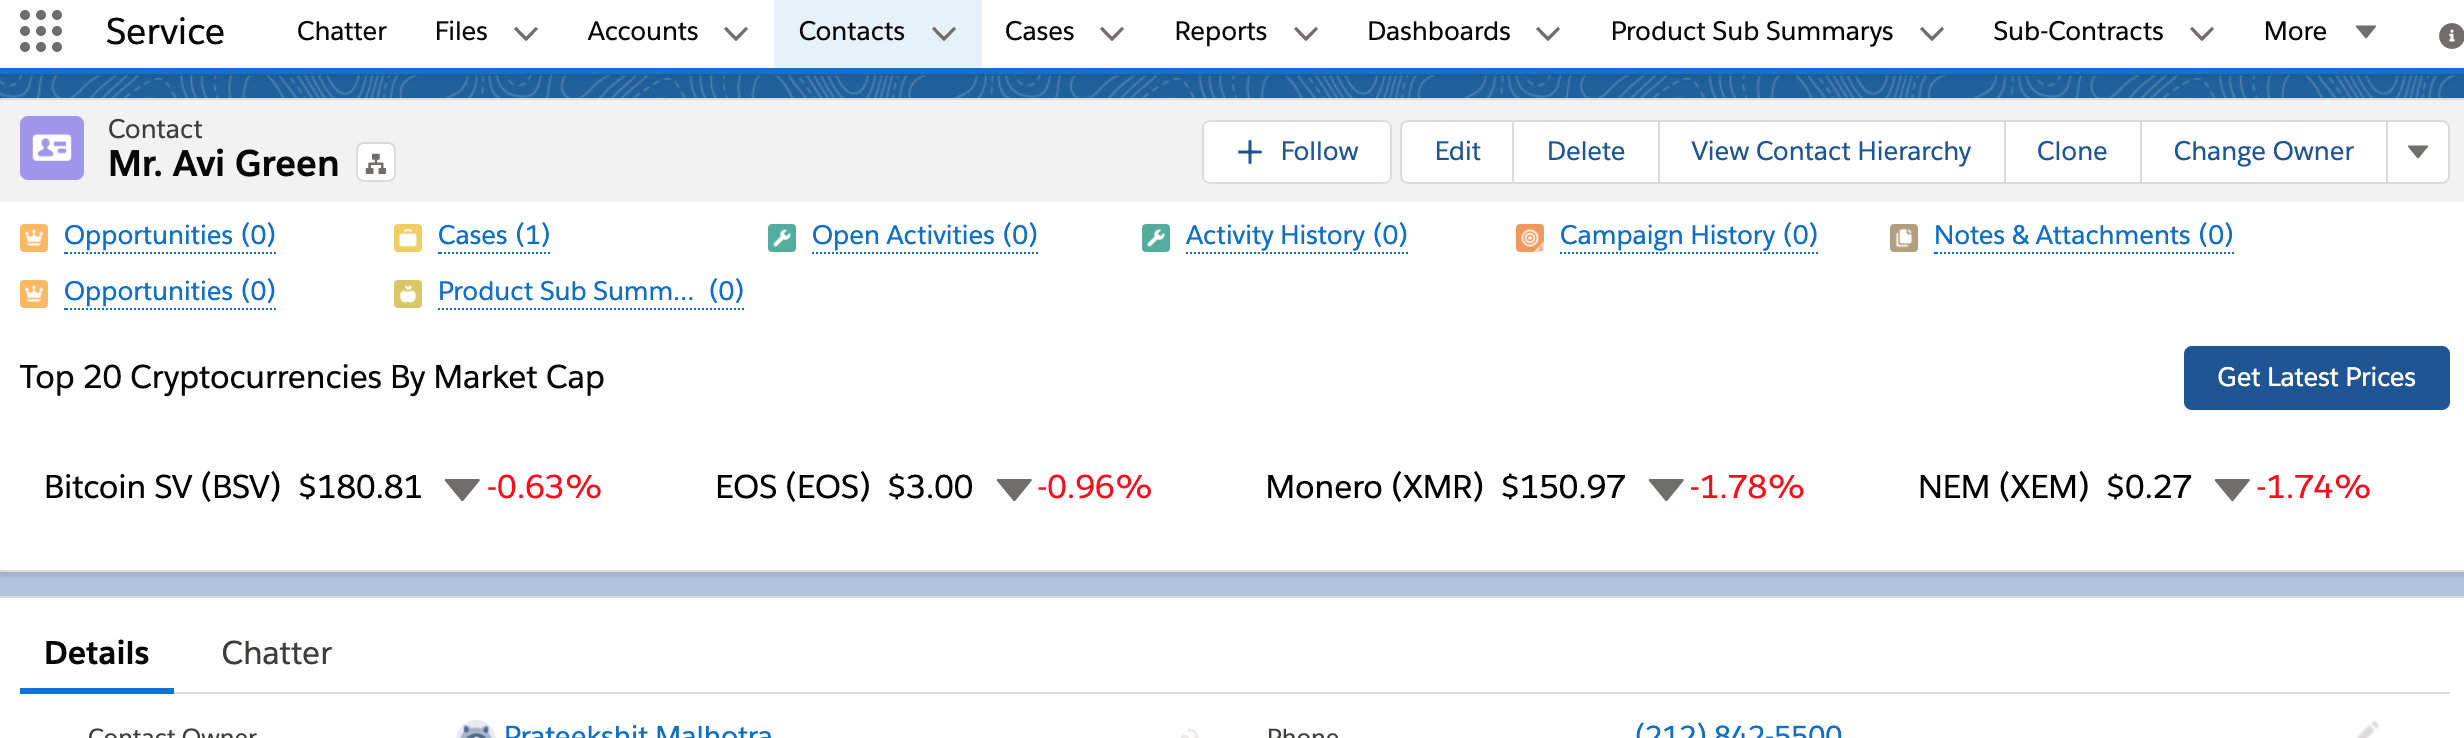 Service Chatter Files Accounts Contacts Cases Reports Dashboards Product Sub Summarys Sub-Contracts More
Contact
Mr. Avi Green
Follow Edit Delete View Contact Hierarchy Clone Change Owner
Opportunities (0) Cases (1) Open Activities (0) Activity History (0) Campaign History (0) Notes & Attachments (0)
Opportunities (0) Product Sub Summ... (0)
Top 20 Cryptocurrencies By Market Cap Get Latest Prices
Bitcoin SV (BSV) $180.81 -0.63% EOS (EOS) $3.00 -0.96% Monero (XMR) $150.97 -1.78% NEM (XEM) $0.27 -1.74%
Details Chatter
Contact Owner Prateekshit Malhotra Phone (212) 842-5500